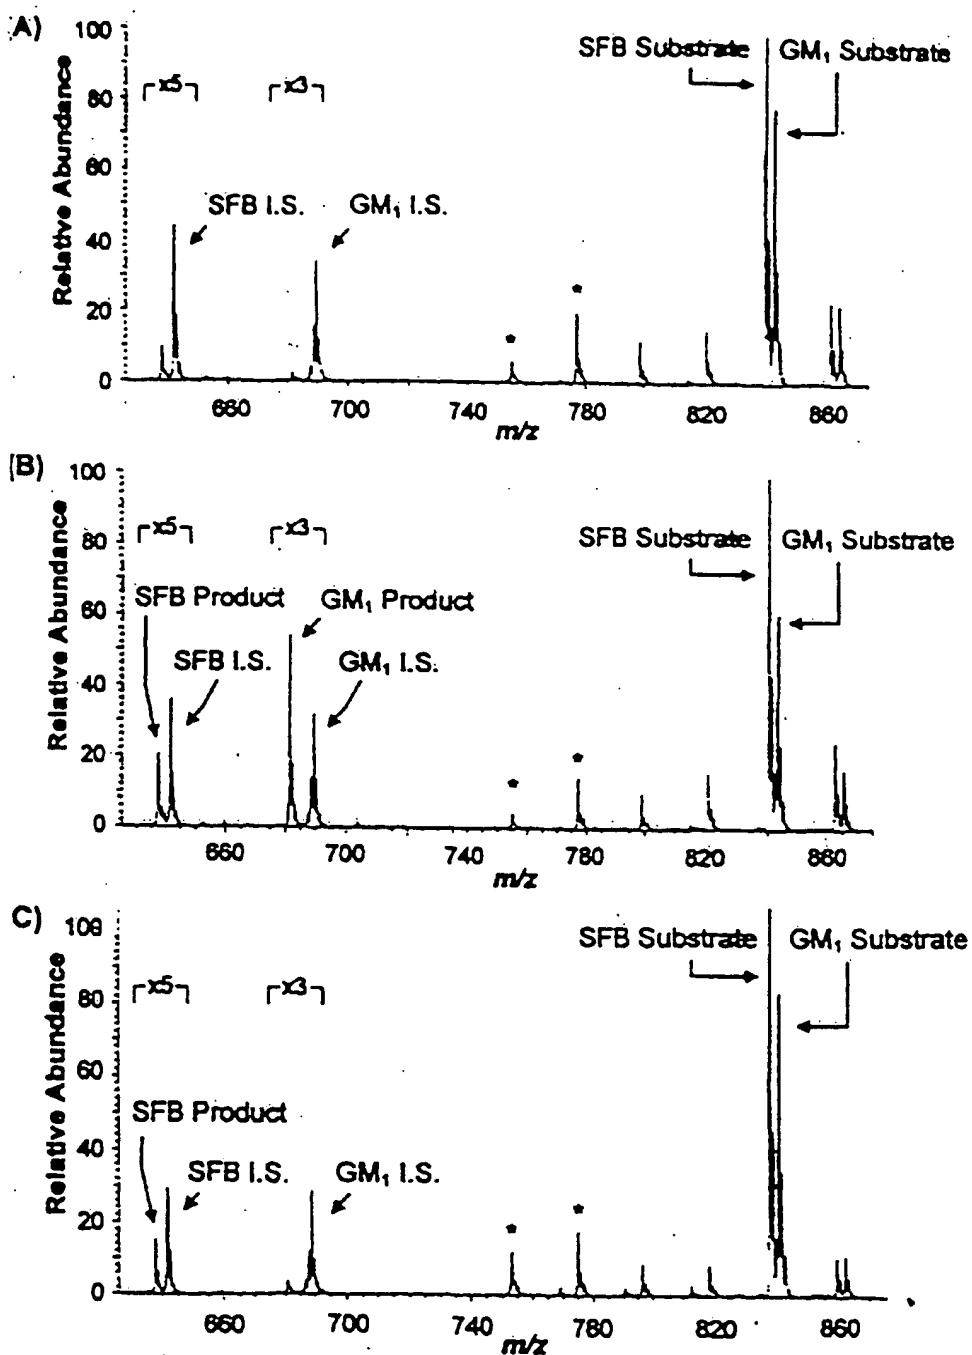 A)
100
80
60
40
20
0
Relative Abundance
x5
x3
SFB Substrate
GM₁ Substrate
SFB I.S.
GM₁ I.S.
*
*
660
700
740
780
820
860
m/z
(B)
100
80
60
40
20
0
Relative Abundance
x5
x3
SFB Substrate
GM₁ Substrate
SFB Product
GM₁ Product
SFB I.S.
GM₁ I.S.
*
*
660
700
740
780
820
860
m/z
C)
100
80
60
40
20
0
Relative Abundance
x5
x3
SFB Substrate
GM₁ Substrate
SFB Product
SFB I.S.
GM₁ I.S.
*
*
660
700
740
780
820
860
m/z